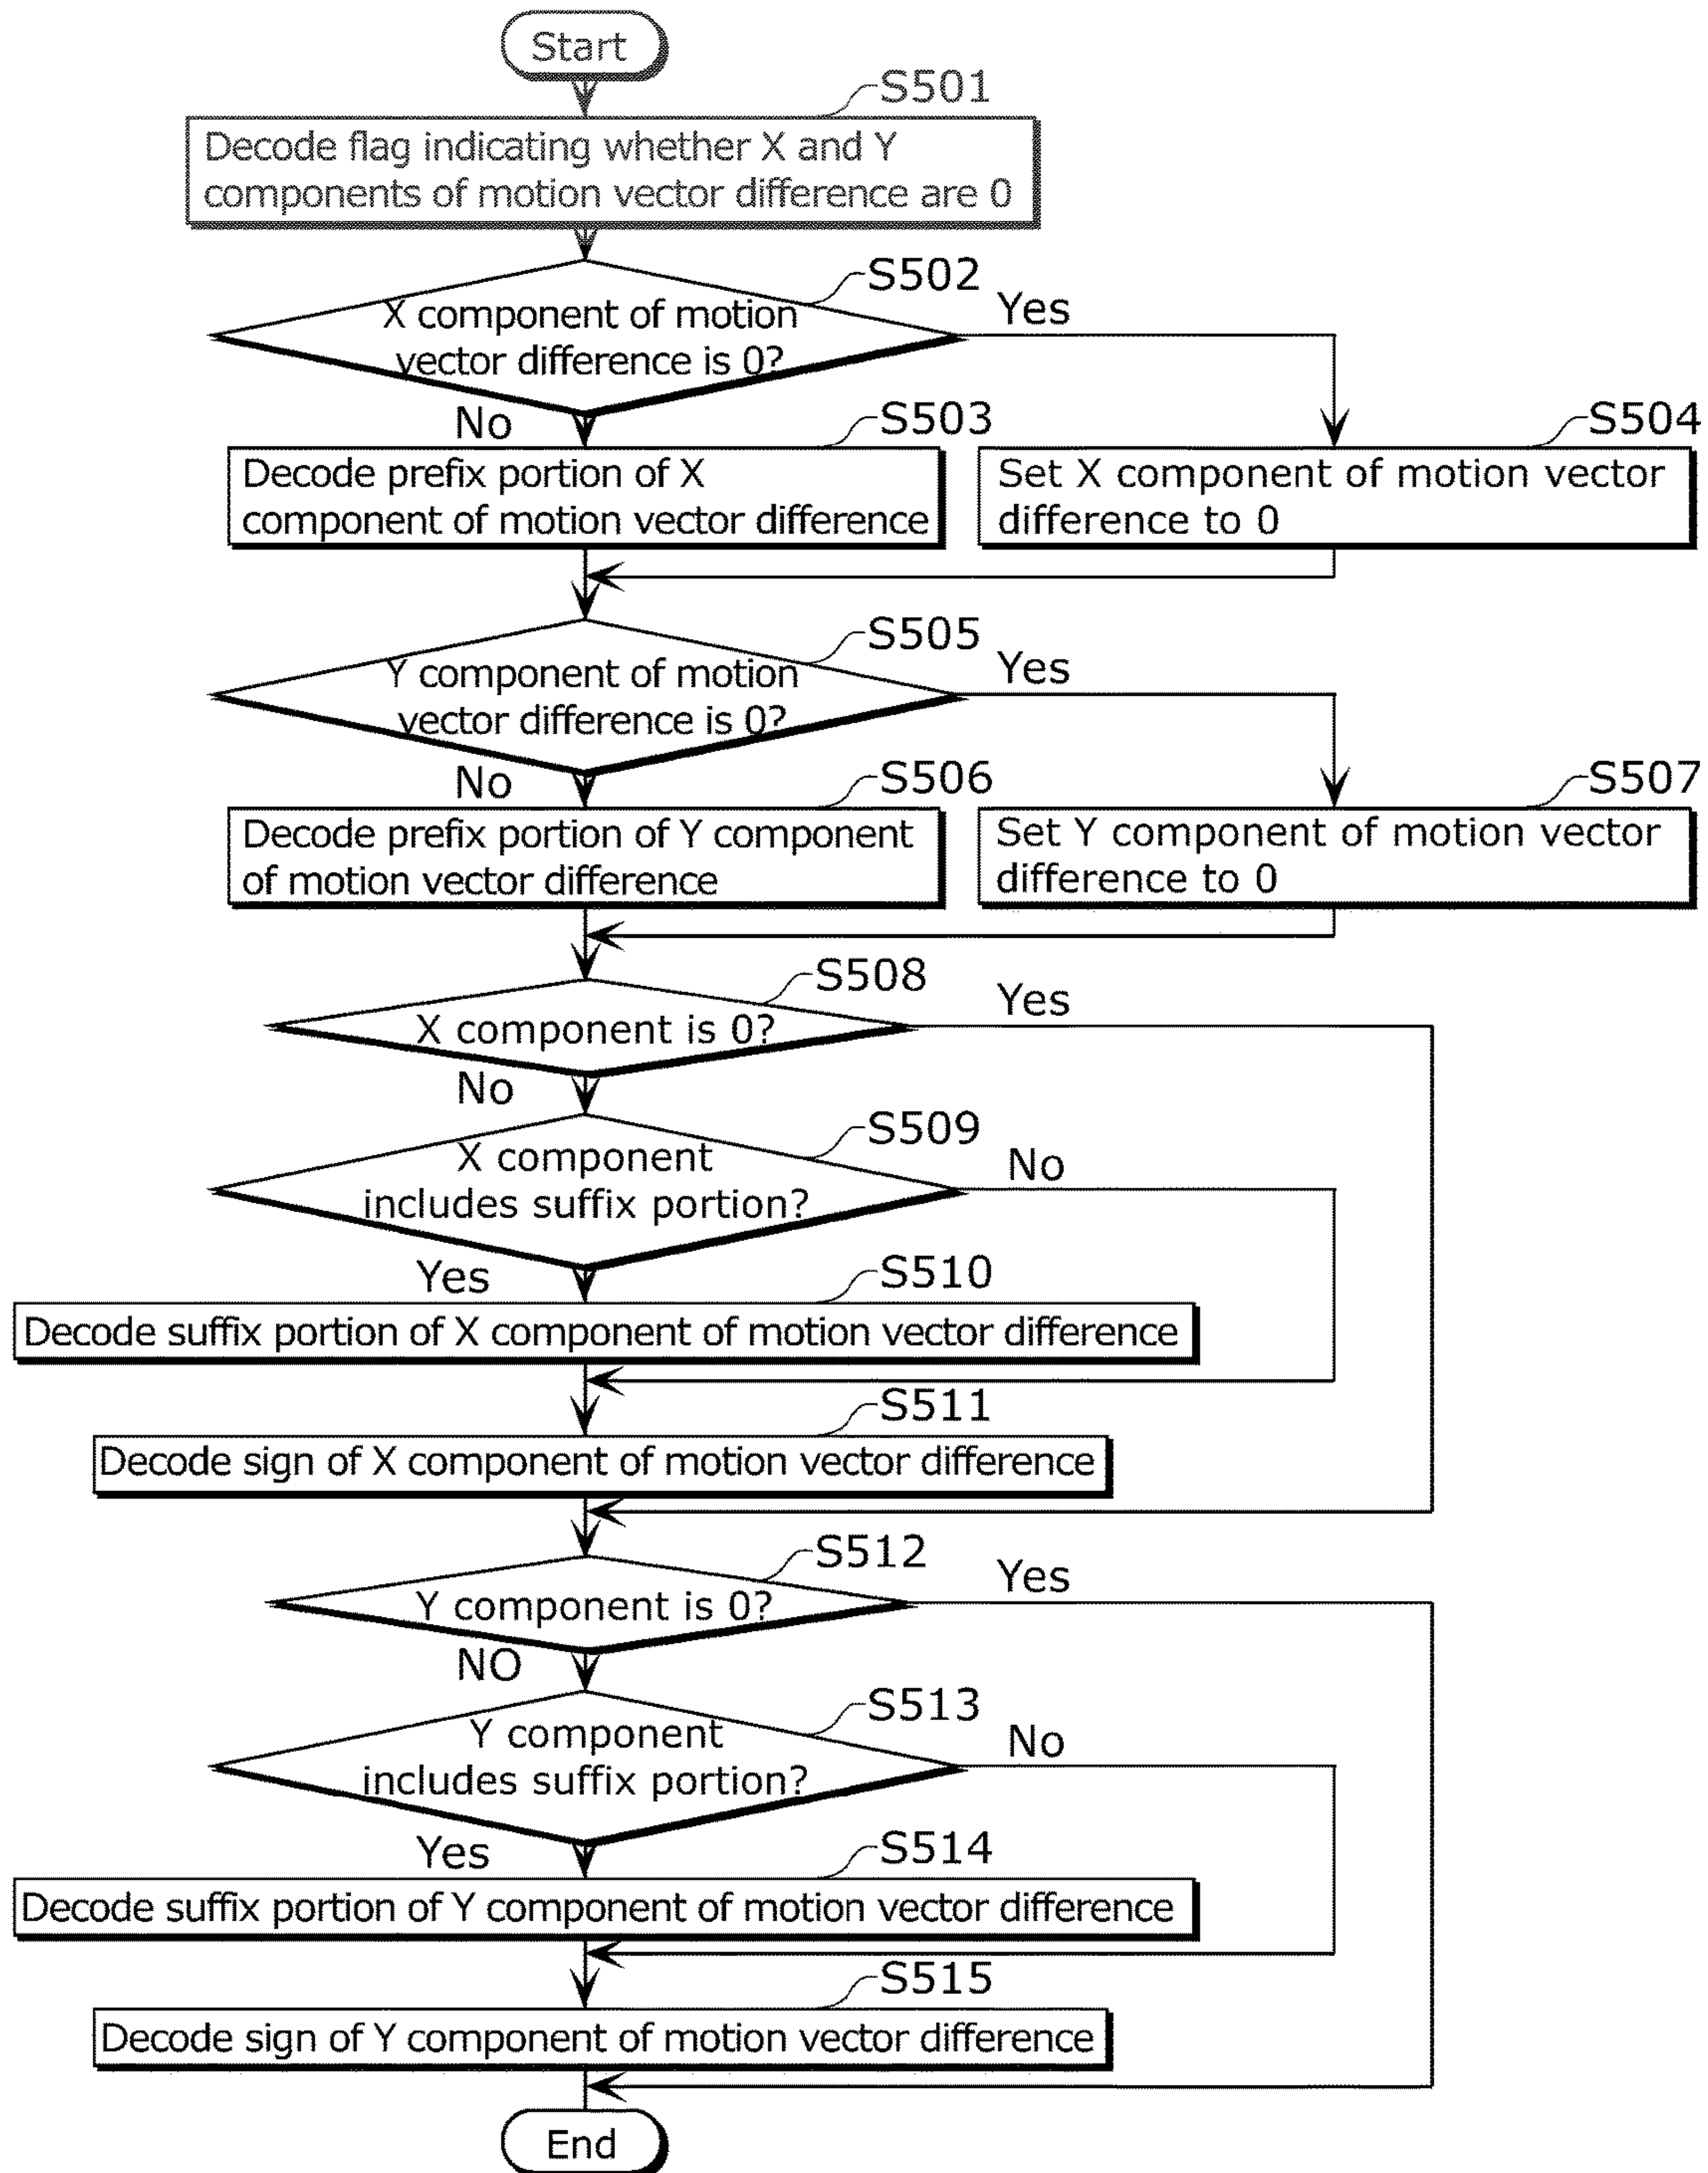 Start
S501
Decode flag indicating whether X and Y
components of motion vector difference are 0
S502
X component of motion
vector difference is 0?
Yes
No
S503
Decode prefix portion of X
component of motion vector difference
S504
Set X component of motion vector
difference to 0
S505
Y component of motion
vector difference is 0?
Yes
No
S506
Decode prefix portion of Y component
of motion vector difference
S507
Set Y component of motion vector
difference to 0
S508
X component is 0?
Yes
No
S509
X component
includes suffix portion?
No
Yes
S510
Decode suffix portion of X component of motion vector difference
S511
Decode sign of X component of motion vector difference
S512
Y component is 0?
Yes
NO
S513
Y component
includes suffix portion?
No
Yes
S514
Decode suffix portion of Y component of motion vector difference
S515
Decode sign of Y component of motion vector difference
End